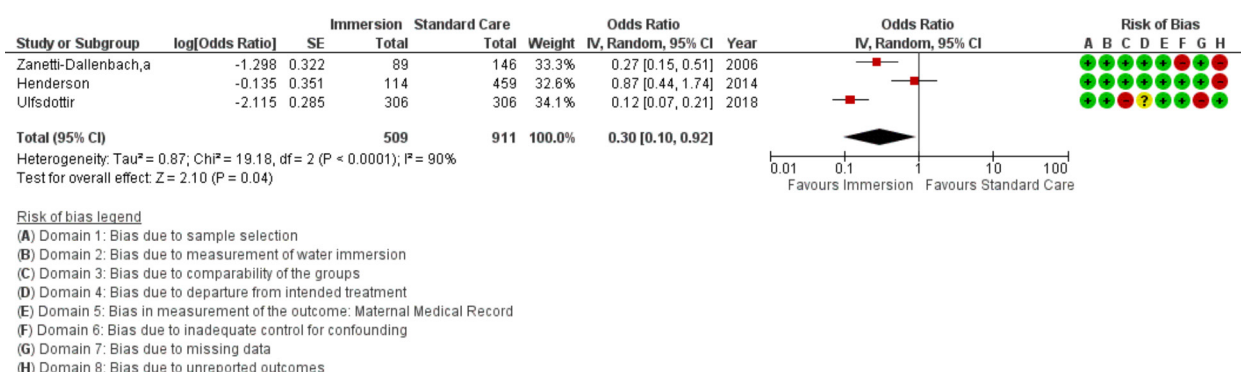 Immersion Standard Care Odds Ratio Odds Ratio Risk of Bias
Study or Subgroup log[Odds Ratio] SE Total Total Weight IV, Random, 95% CI Year IV, Random, 95% CI A B C D E F G H
Zanetti-Dallenbach,a -1.298 0.322 89 146 33.3% 0.27 [0.15, 0.51] 2006 + + + + + - + -
Henderson -0.135 0.351 114 459 32.6% 0.87 [0.44, 1.74] 2014 + + + + + + + -
Ulfsdottir -2.115 0.285 306 306 34.1% 0.12 [0.07, 0.21] 2018 + + - ? + + - +
Total (95% CI) 509 911 100.0% 0.30 [0.10, 0.92]
Heterogeneity: Tau² = 0.87; Chi² = 19.18, df = 2 (P < 0.0001); I² = 90%
Test for overall effect: Z = 2.10 (P = 0.04)
0.01 0.1 1 10 100
Favours Immersion Favours Standard Care
Risk of bias legend
(A) Domain 1: Bias due to sample selection
(B) Domain 2: Bias due to measurement of water immersion
(C) Domain 3: Bias due to comparability of the groups
(D) Domain 4: Bias due to departure from intended treatment
(E) Domain 5: Bias in measurement of the outcome: Maternal Medical Record
(F) Domain 6: Bias due to inadequate control for confounding
(G) Domain 7: Bias due to missing data
(H) Domain 8: Bias due to unreported outcomes